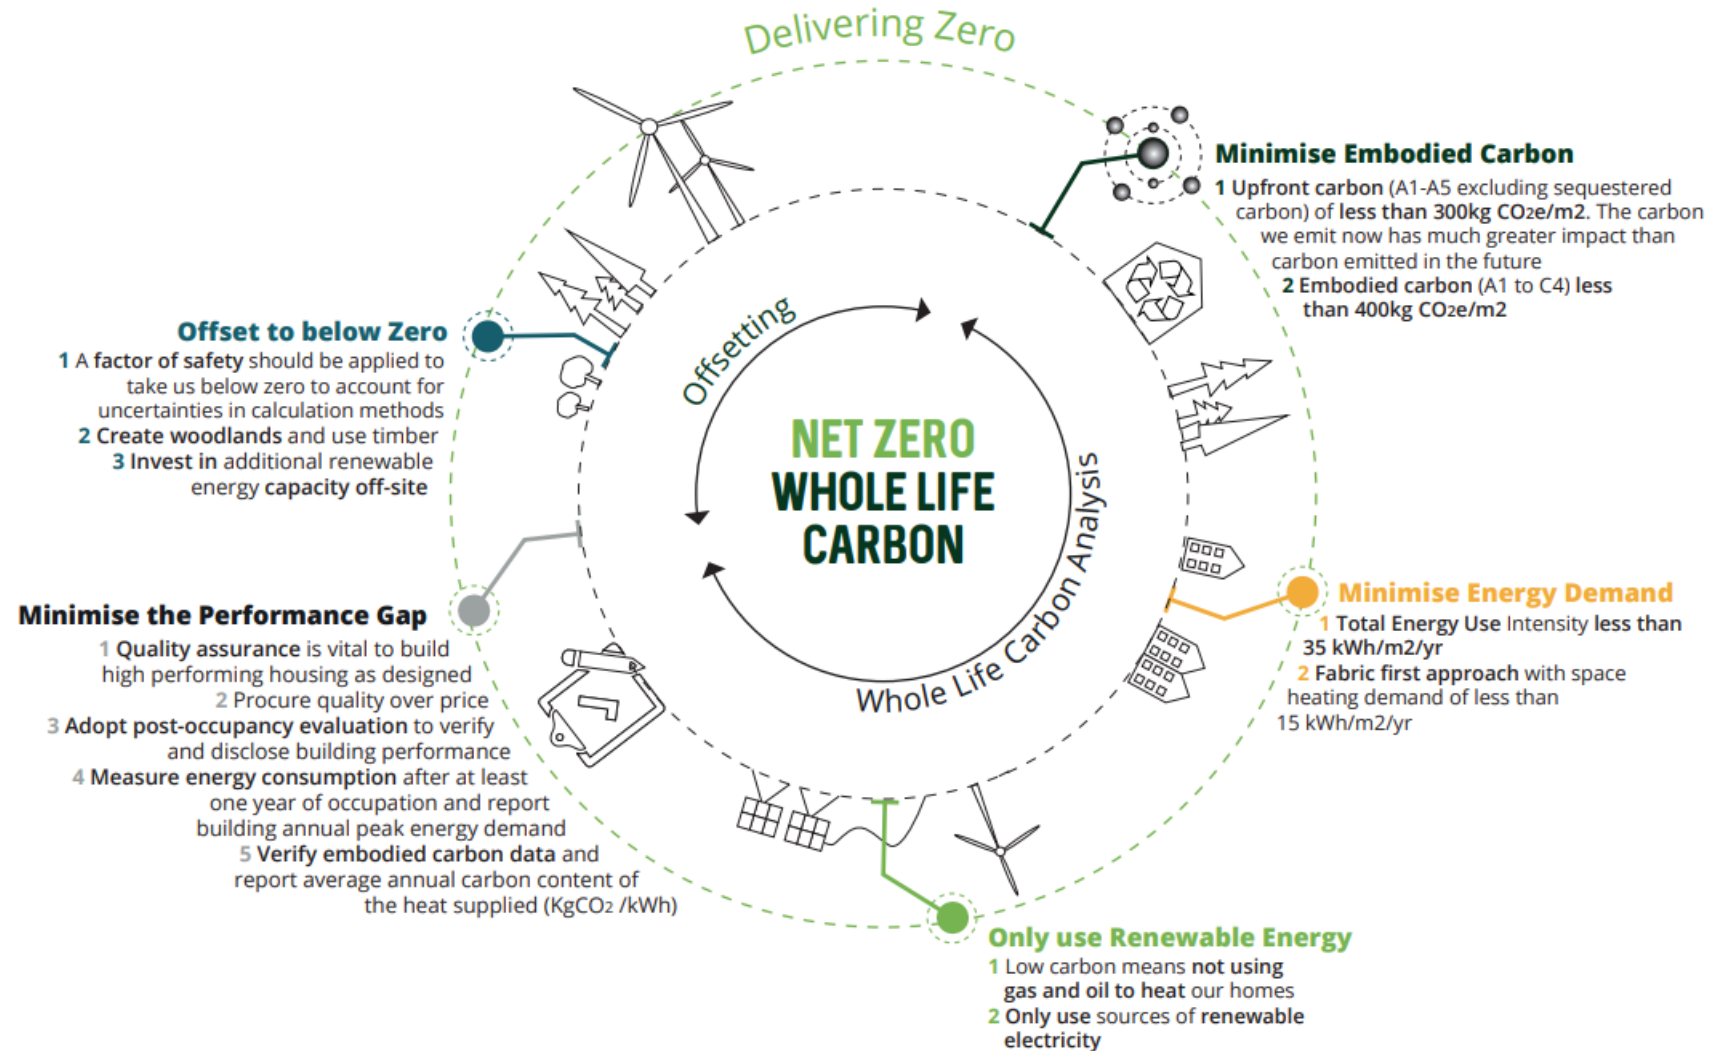 Delivering Zero
Minimise Embodied Carbon
1 Upfront carbon (A1-A5 excluding sequestered
carbon) of less than 300kg CO2e/m2. The carbon
we emit now has much greater impact than
carbon emitted in the future
2 Embodied carbon (A1 to C4) less
than 400kg CO2e/m2
Offset to below Zero
1 A factor of safety should be applied to
take us below zero to account for
uncertainties in calculation methods
2 Create woodlands and use timber
3 Invest in additional renewable
energy capacity off-site
Offsetting
NET ZERO
WHOLE LIFE
CARBON
Whole Life Carbon Analysis
Minimise Energy Demand
1 Total Energy Use Intensity less than
35 kWh/m2/yr
2 Fabric first approach with space
heating demand of less than
15 kWh/m2/yr
Minimise the Performance Gap
1 Quality assurance is vital to build
high performing housing as designed
2 Procure quality over price
3 Adopt post-occupancy evaluation to verify
and disclose building performance
4 Measure energy consumption after at least
one year of occupation and report
building annual peak energy demand
5 Verify embodied carbon data and
report average annual carbon content of
the heat supplied (KgCO2 /kWh)
Only use Renewable Energy
1 Low carbon means not using
gas and oil to heat our homes
2 Only use sources of renewable
electricity